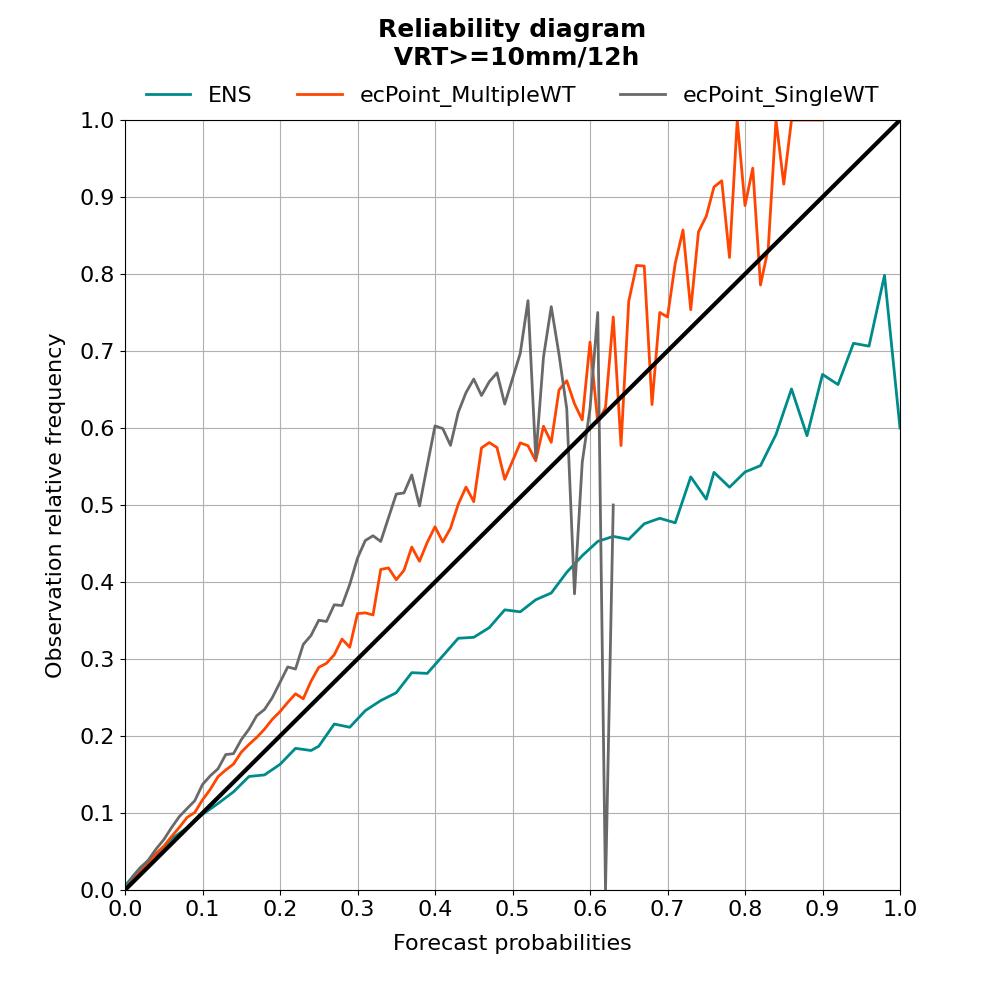 Reliability diagram
VRT>=10mm/12h
ENS ecPoint_MultipleWT ecPoint_SingleWT
1.0
0.9
0.8
0.7
0.6
0.5
0.4
0.3
0.2
0.1
0.0
Observation relative frequency
0.0 0.1 0.2 0.3 0.4 0.5 0.6 0.7 0.8 0.9 1.0
Forecast probabilities